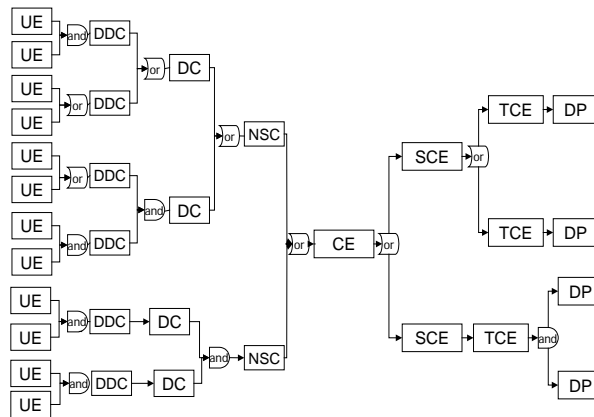 UE
and
DDC
UE
or
DC
UE
or
DDC
UE
or
NSC
UE
or
DDC
UE
and
DC
UE
and
DDC
UE
UE
and
DDC
DC
UE
and
NSC
UE
and
DDC
DC
UE
or
CE
or
SCE
or
TCE
DP
TCE
DP
SCE
TCE
and
DP
DP